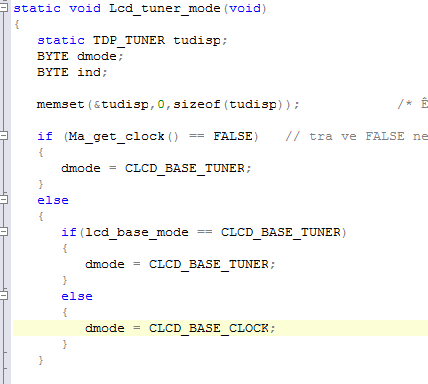 static void Lcd_tuner_mode(void)
{
static TDP_TUNER tudisp;
BYTE dmode;
BYTE ind;
memset(&tudisp,0,sizeof(tudisp)); /* Ê
if (Ma_get_clock() == FALSE) // tra ve FALSE ne
{
dmode = CLCD_BASE_TUNER;
}
else
{
if(lcd_base_mode == CLCD_BASE_TUNER)
{
dmode = CLCD_BASE_TUNER;
}
else
{
dmode = CLCD_BASE_CLOCK;
}
}